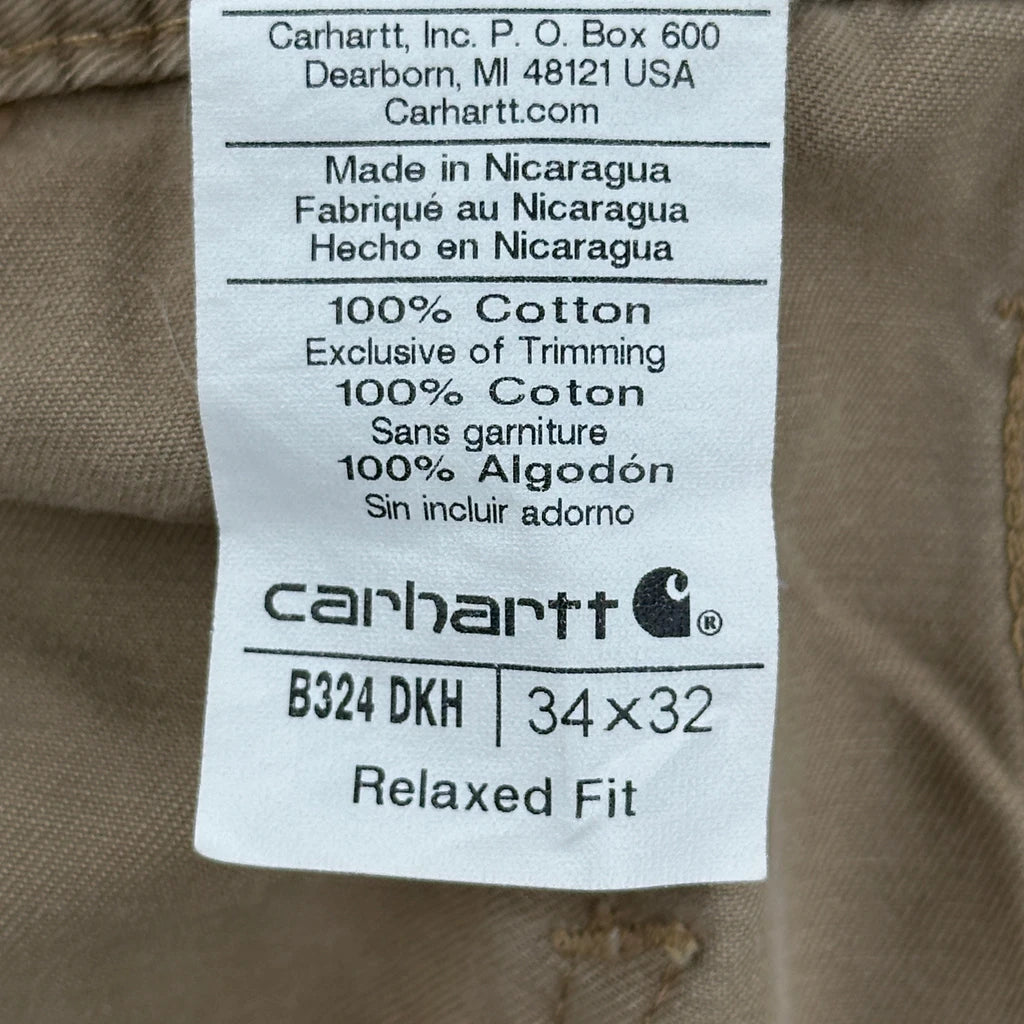 Carhartt, Inc. P. O. Box 600
Dearborn, MI 48121 USA
Carhartt.com
Made in Nicaragua
Fabriqué au Nicaragua
Hecho en Nicaragua
100% Cotton
Exclusive of Trimming
100% Coton
Sans garniture
100% Algodón
Sin incluir adorno
carhartt ®
B324 DKH | 34x32
Relaxed Fit